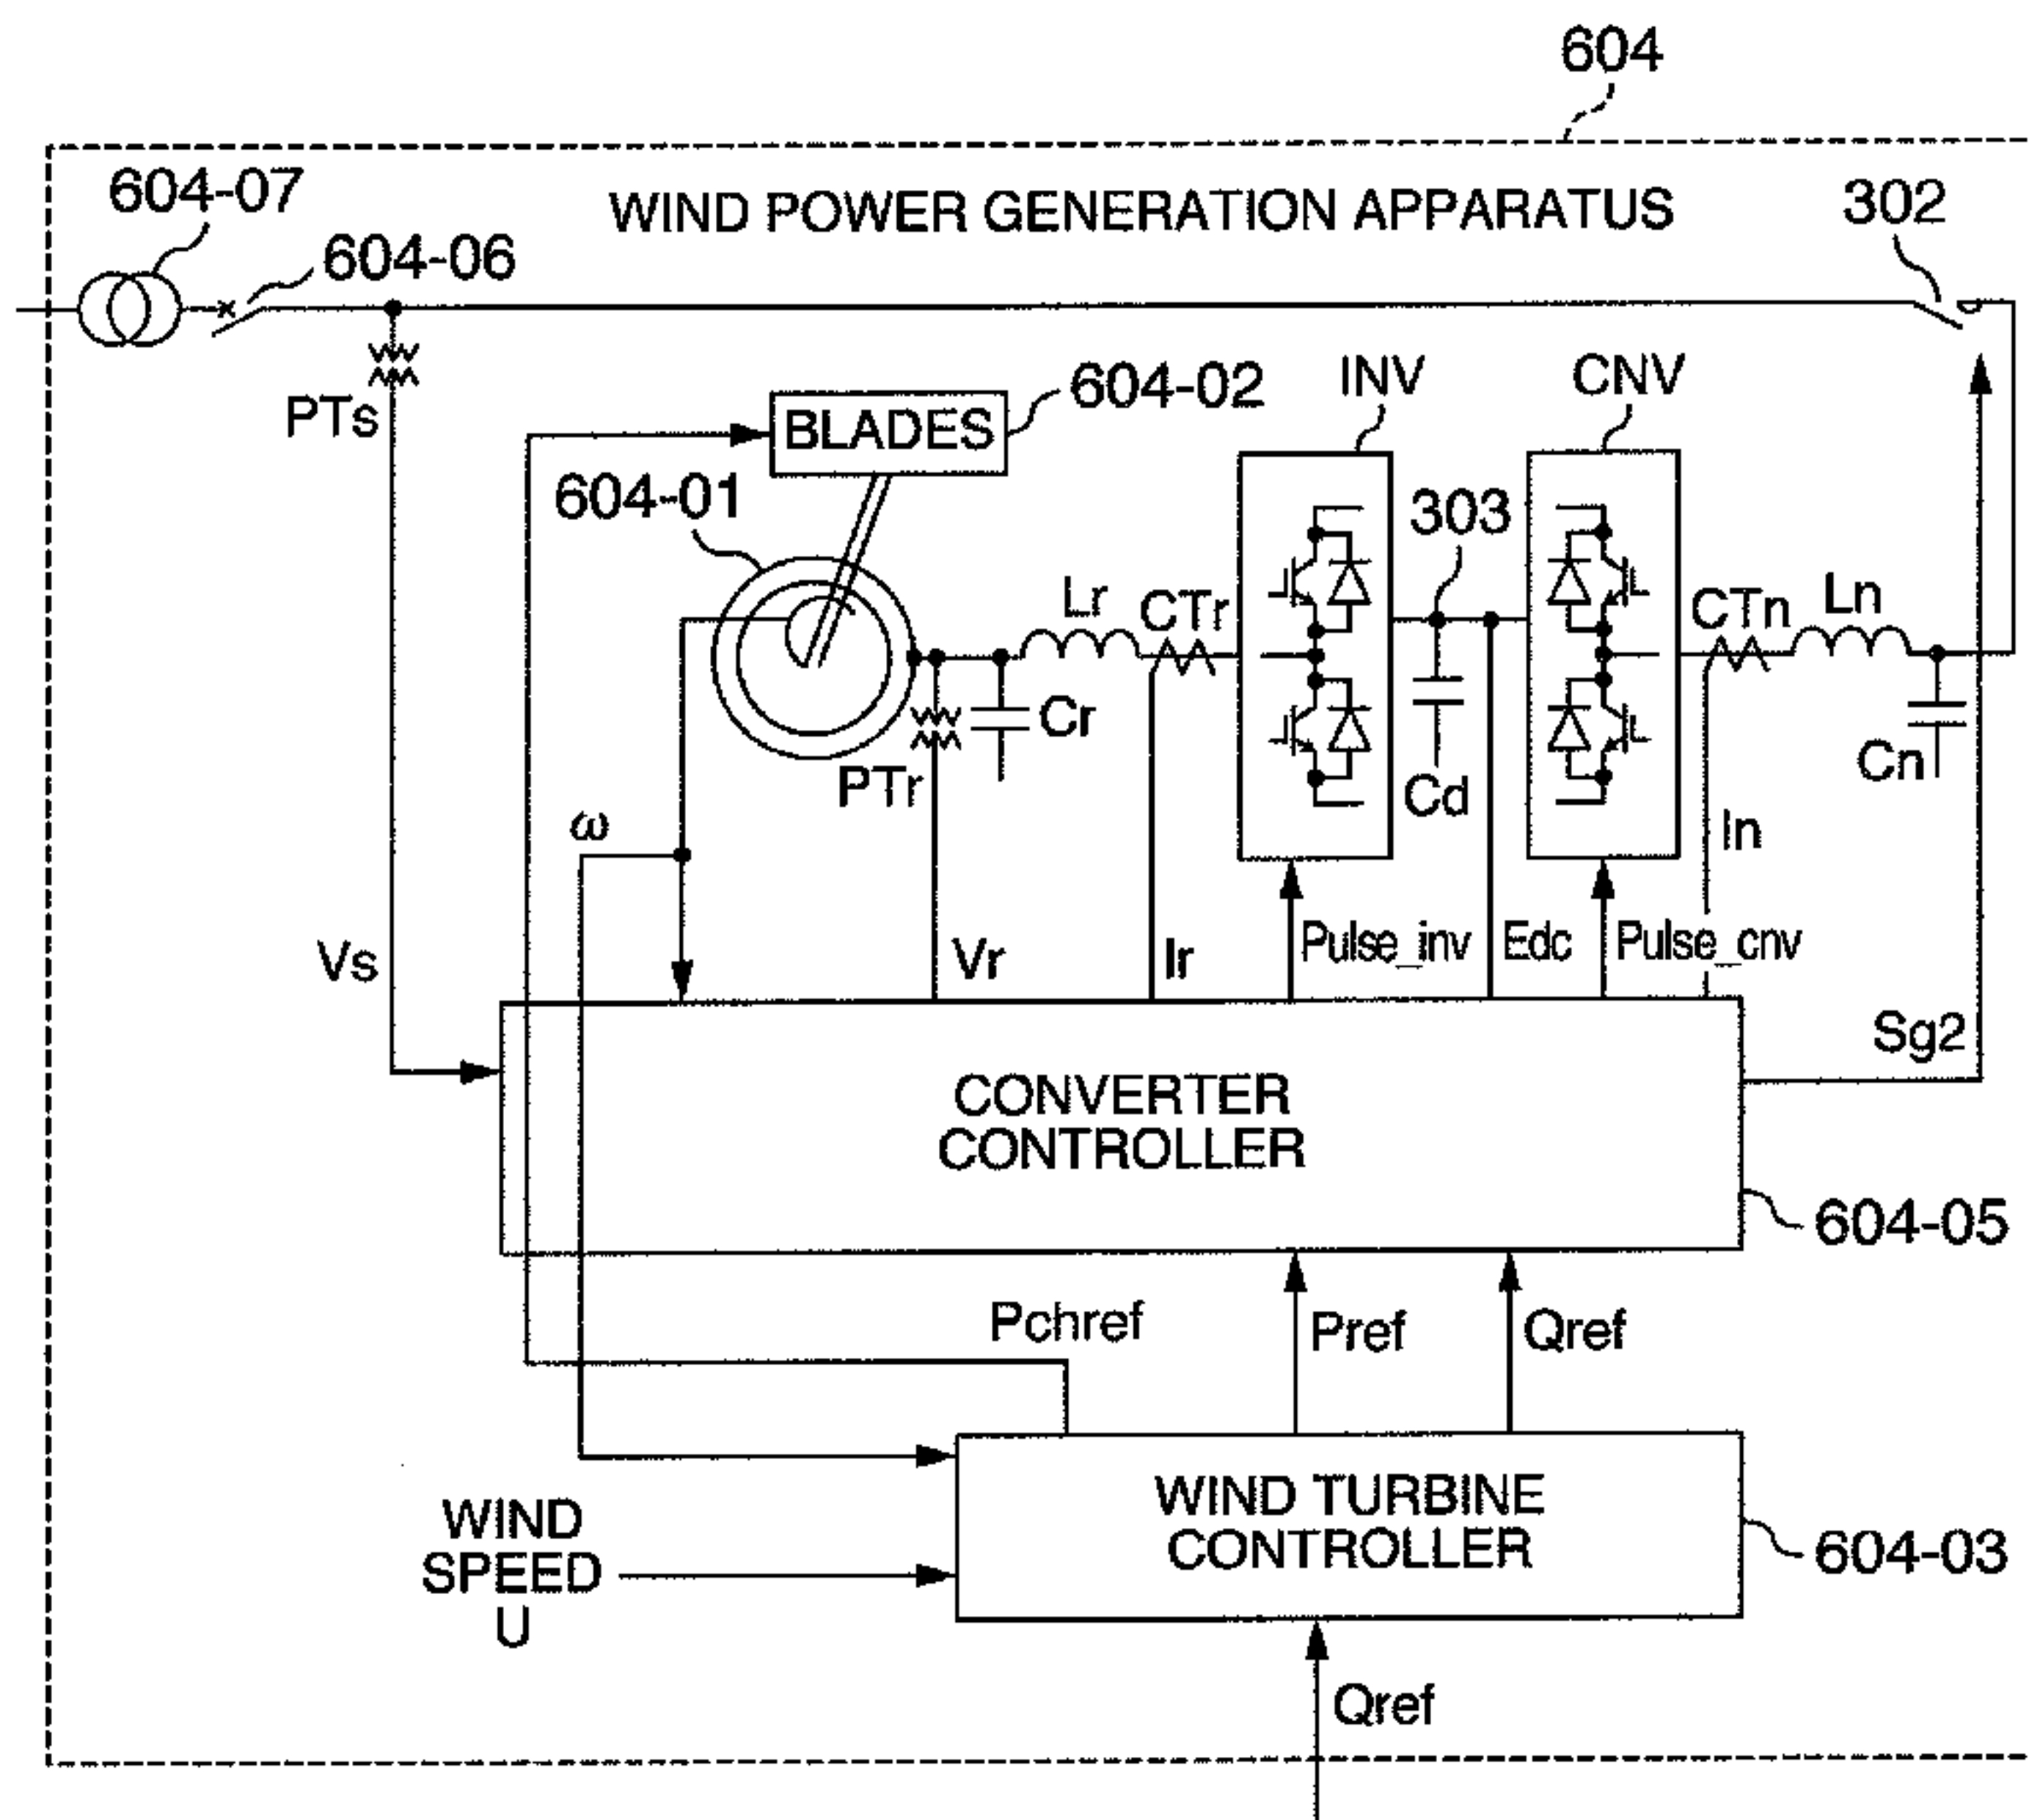 604
604-07
WIND POWER GENERATION APPARATUS
302
604-06
PTs
BLADES
604-02
INV
CNV
604-01
303
Lr
CTr
CTn
Ln
Cr
PTr
Cd
Cn
ω
In
Vs
Vr
Ir
Pulse_inv
Edc
Pulse_cnv
Sg2
CONVERTER
CONTROLLER
604-05
Pchref
Pref
Qref
WIND TURBINE
CONTROLLER
604-03
WIND
SPEED
U
Qref